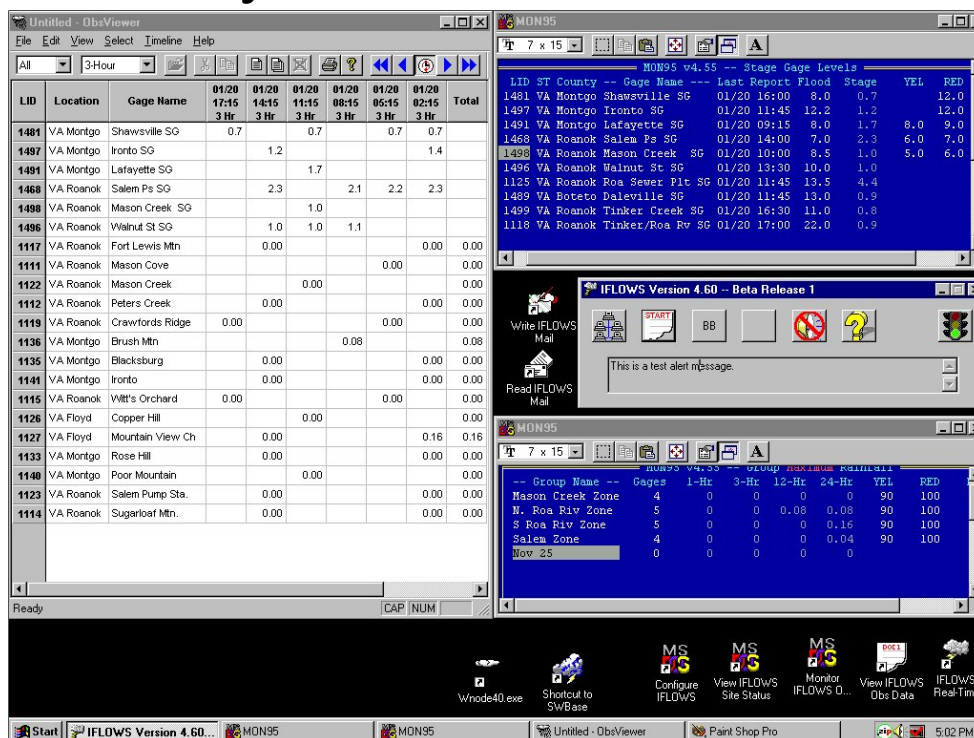 Untitled - ObsViewer
File Edit View Select Timeline Help
All 3-Hour
LID Location Gage Name 01/20 17:15 3 Hr 01/20 14:15 3 Hr 01/20 11:15 3 Hr 01/20 08:15 3 Hr 01/20 05:15 3 Hr 01/20 02:15 3 Hr Total
1481 VA Montgo Shawsville SG 0.7 0.7 0.7 0.7
1497 VA Montgo Ironto SG 1.2 1.4
1491 VA Montgo Lafayette SG 1.7
1468 VA Roanok Salem Ps SG 2.3 2.1 2.2 2.3
1498 VA Roanok Mason Creek SG 1.0
1496 VA Roanok Walnut St SG 1.0 1.0 1.1
1117 VA Roanok Fort Lewis Mtn 0.00 0.00 0.00
1111 VA Roanok Mason Cove 0.00 0.00
1122 VA Roanok Mason Creek 0.00 0.00
1112 VA Roanok Peters Creek 0.00 0.00 0.00
1119 VA Roanok Crawfords Ridge 0.00 0.00 0.00
1136 VA Montgo Brush Mtn 0.08 0.08
1135 VA Montgo Blacksburg 0.00 0.00 0.00
1141 VA Montgo Ironto 0.00 0.00 0.00
1115 VA Roanok Witt's Orchard 0.00 0.00 0.00
1126 VA Floyd Copper Hill 0.00 0.00
1127 VA Floyd Mountain View Ch 0.00 0.16 0.16
1133 VA Montgo Rose Hill 0.00 0.00 0.00
1140 VA Montgo Poor Mountain 0.00 0.00
1123 VA Roanok Salem Pump Sta. 0.00 0.00 0.00
1114 VA Roanok Sugarloaf Mtn. 0.00 0.00 0.00
Ready CAP NUM
MON95
7 x 15 A
MON95 v4.55 -- Stage Gage Levels
LID ST County -- Gage Name --- Last Report Flood Stage YEL RED
1481 VA Montgo Shawsville SG 01/20 16:00 8.0 0.7 12.0
1497 VA Montgo Ironto SG 01/20 11:45 12.2 1.2 12.0
1491 VA Montgo Lafayette SG 01/20 09:15 8.0 1.7 8.0 9.0
1468 VA Roanok Salem Ps SG 01/20 14:00 7.0 2.3 6.0 7.0
1498 VA Roanok Mason Creek SG 01/20 10:00 8.5 1.0 5.0 6.0
1496 VA Roanok Walnut St SG 01/20 13:30 10.0 1.0
1125 VA Roanok Roa Sewer Plt SG 01/20 11:45 13.5 4.4
1489 VA Boteto Daleville SG 01/20 11:45 13.0 0.9
1499 VA Roanok Tinker Creek SG 01/20 16:30 11.0 0.8
1118 VA Roanok Tinker/Roa Rv SG 01/20 17:00 22.0 0.9
Write IFLOWS Mail
Read IFLOWS Mail
IFLOWS Version 4.60 -- Beta Release 1
START BB
This is a test alert message.
MON95
7 x 15 A
MON95 v4.55 -- Group Maximum Rainfall
-- Group Name -- Gages 1-Hr 3-Hr 12-Hr 24-Hr YEL RED
Mason Creek Zone 4 0 0 0 0 90 100
N. Roa Riv Zone 5 0 0 0.08 0.08 90 100
S Roa Riv Zone 5 0 0 0 0.16 90 100
Salem Zone 4 0 0 0 0.04 90 100
Nov 25 0 0 0 0 0
Wnode40.exe
Shortcut to SWBase
MS Configure IFLOWS
MS View IFLOWS Site Status
MS Monitor IFLOWS O...
DOC1 View IFLOWS Obs Data
IFLOWS Real-Tim
Start IFLOWS Version 4.60... MON95 MON95 Untitled - ObsViewer Paint Shop Pro zip 5:02 PM